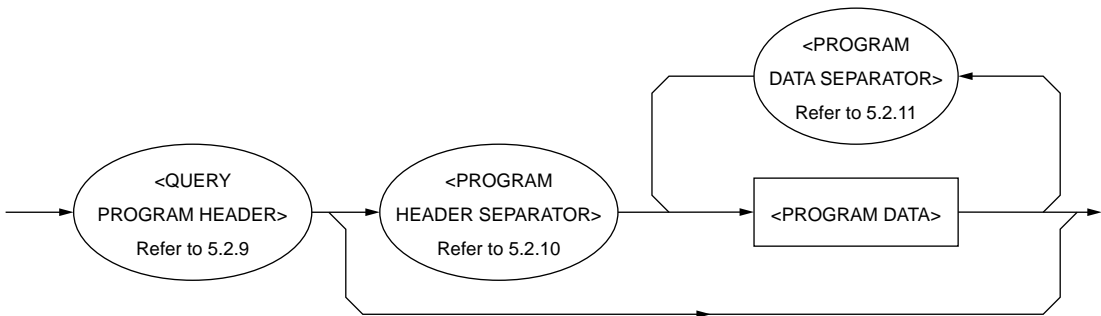 <PROGRAM
DATA SEPARATOR>
Refer to 5.2.11
<QUERY
PROGRAM HEADER>
Refer to 5.2.9
<PROGRAM
HEADER SEPARATOR>
Refer to 5.2.10
<PROGRAM DATA>